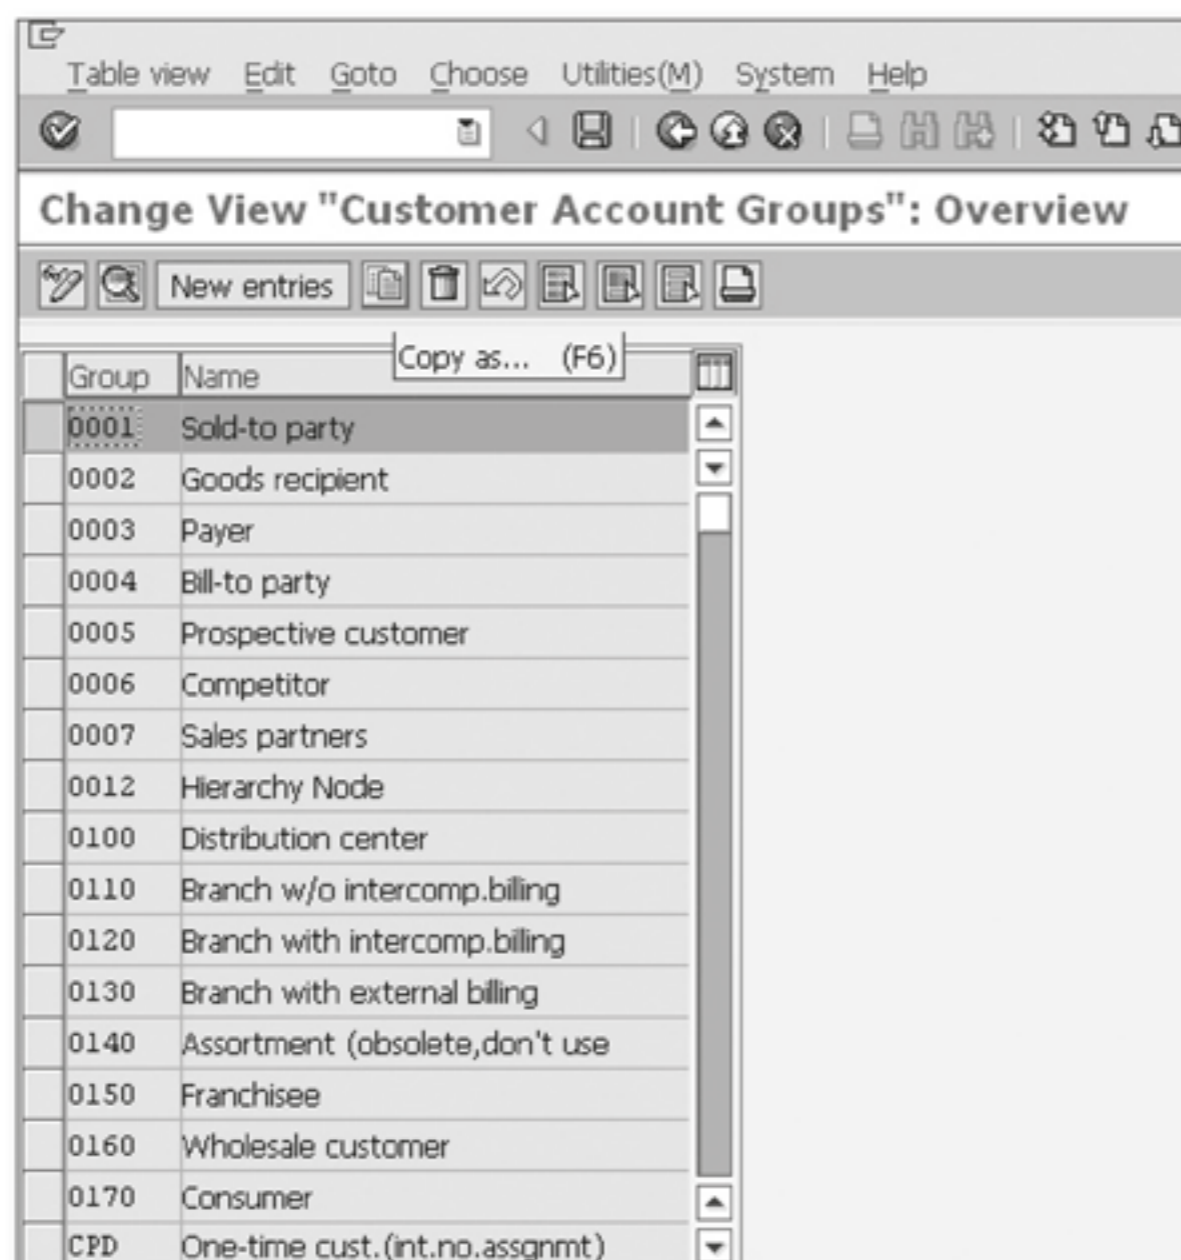 Table view Edit Goto Choose Utilities(M) System Help
Change View "Customer Account Groups": Overview
New entries
Copy as... (F6)
Group Name
0001 Sold-to party
0002 Goods recipient
0003 Payer
0004 Bill-to party
0005 Prospective customer
0006 Competitor
0007 Sales partners
0012 Hierarchy Node
0100 Distribution center
0110 Branch w/o intercomp.billing
0120 Branch with intercomp.billing
0130 Branch with external billing
0140 Assortment (obsolete,don't use
0150 Franchisee
0160 Wholesale customer
0170 Consumer
CPD One-time cust.(int.no.assgnmt)